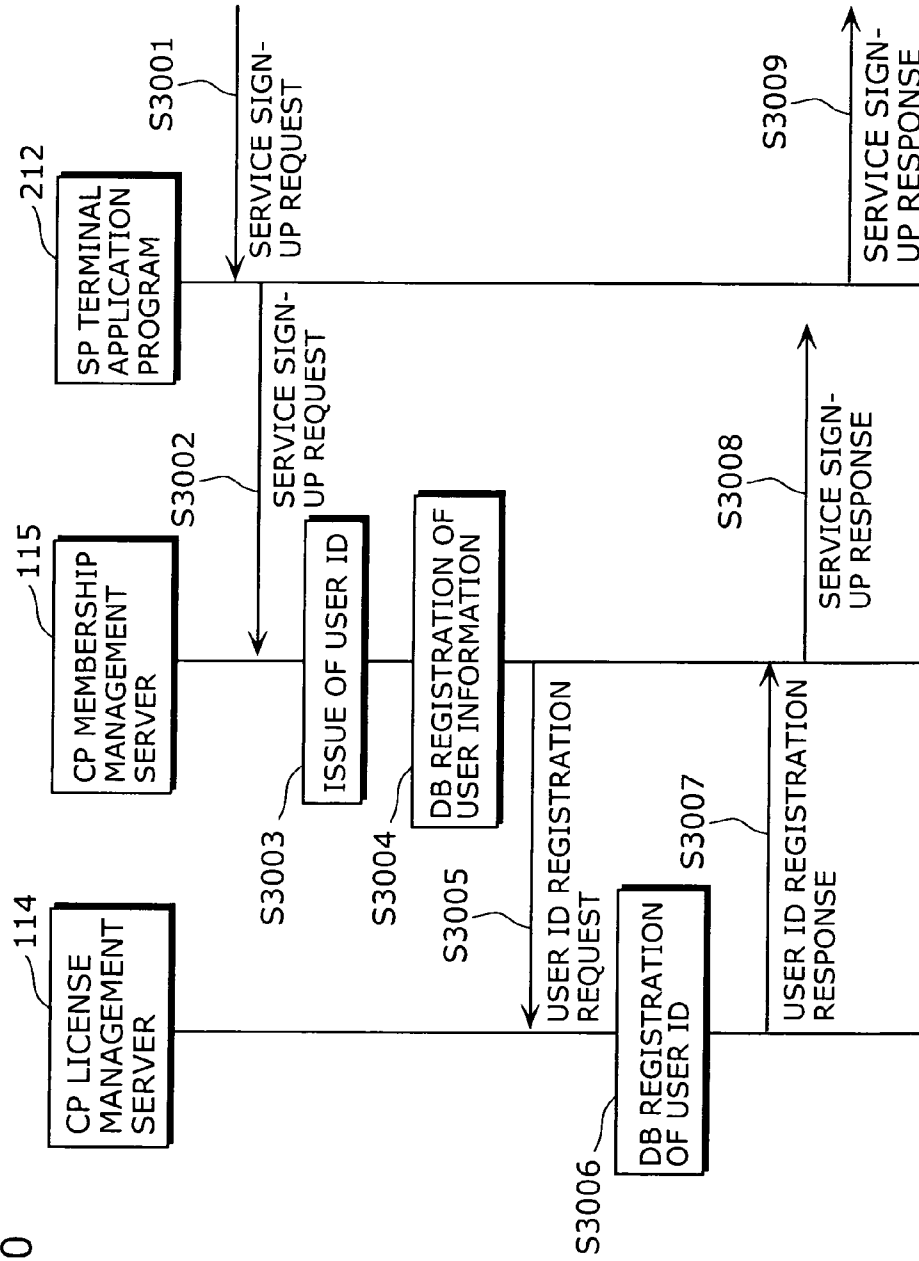 0
114
CP LICENSE
MANAGEMENT
SERVER
115
CP MEMBERSHIP
MANAGEMENT
SERVER
212
SP TERMINAL
APPLICATION
PROGRAM
S3001
SERVICE SIGN-
UP REQUEST
S3002
SERVICE SIGN-
UP REQUEST
S3003
ISSUE OF USER ID
S3004
DB REGISTRATION OF
USER INFORMATION
S3005
USER ID REGISTRATION
REQUEST
S3006
DB REGISTRATION
OF USER ID
S3007
USER ID REGISTRATION
RESPONSE
S3008
SERVICE SIGN-
UP RESPONSE
S3009
SERVICE SIGN-
UP RESPONSE